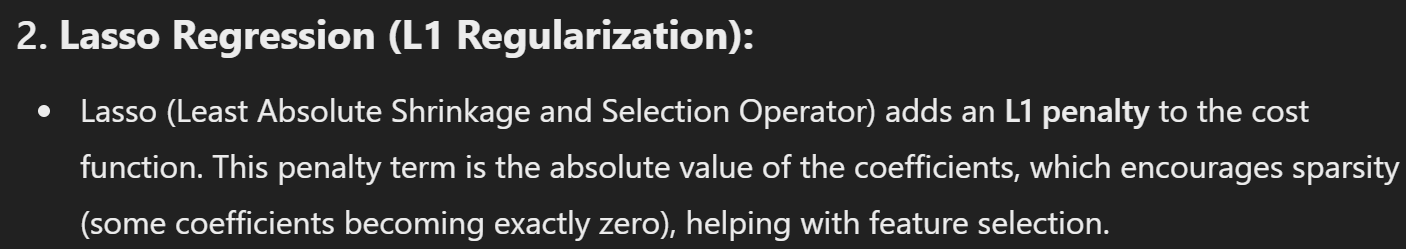 2. Lasso Regression (L1 Regularization):
• Lasso (Least Absolute Shrinkage and Selection Operator) adds an L1 penalty to the cost
function. This penalty term is the absolute value of the coefficients, which encourages sparsity
(some coefficients becoming exactly zero), helping with feature selection.